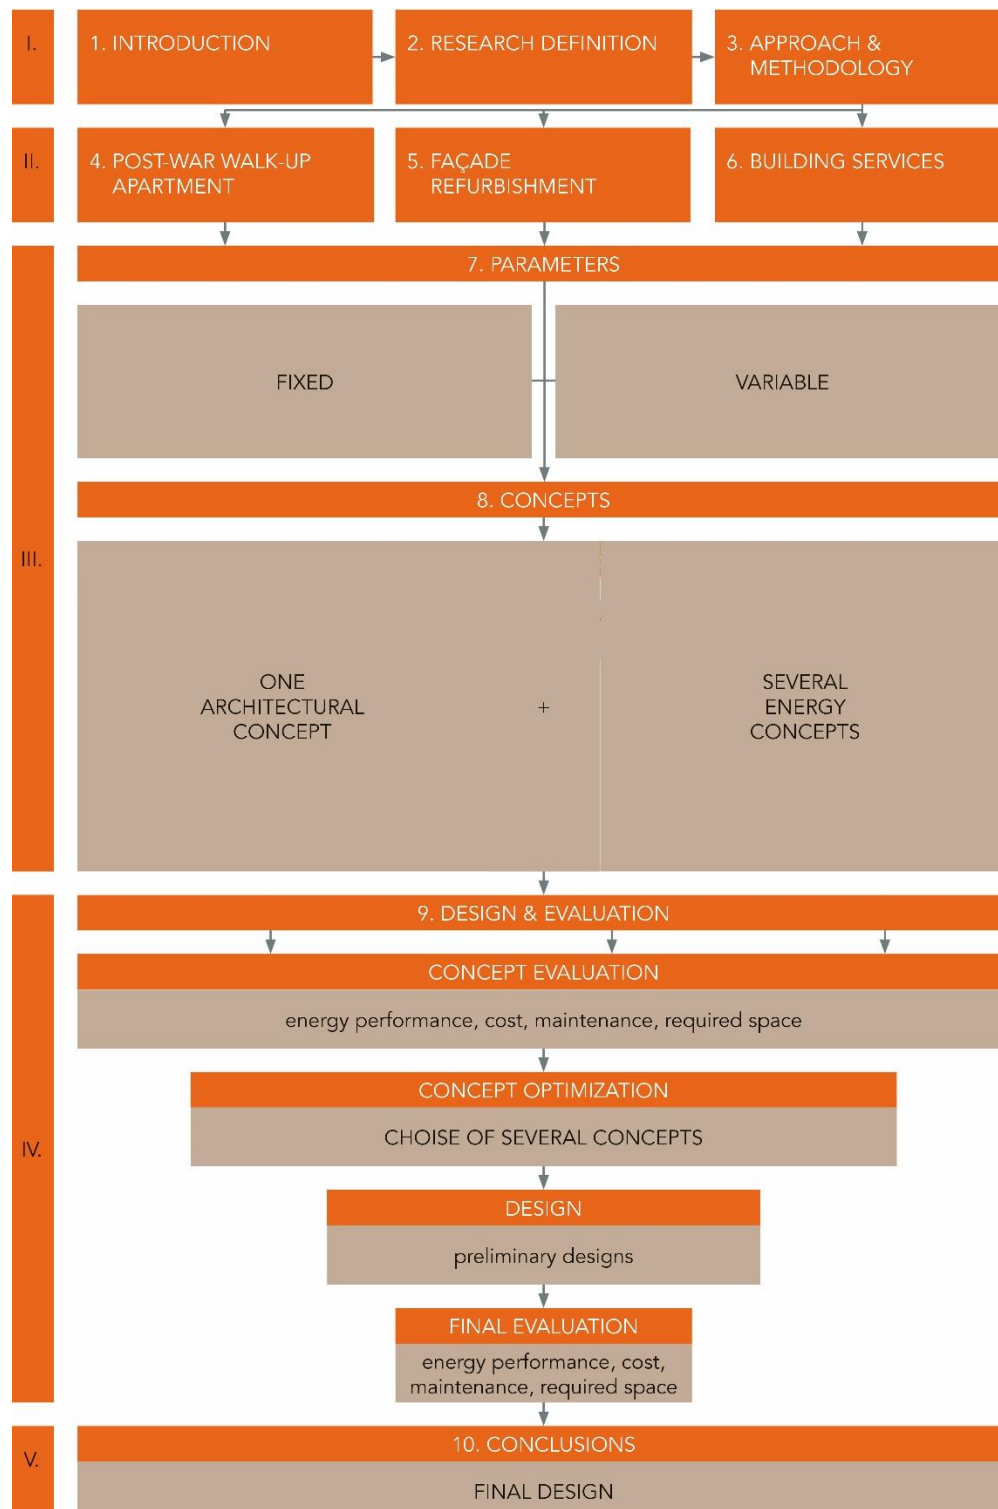 I.
1. INTRODUCTION
2. RESEARCH DEFINITION
3. APPROACH &
METHODOLOGY
II.
4. POST-WAR WALK-UP
APARTMENT
5. FAÇADE
REFURBISHMENT
6. BUILDING SERVICES
III.
7. PARAMETERS
FIXED
VARIABLE
8. CONCEPTS
ONE
ARCHITECTURAL
CONCEPT
+
SEVERAL
ENERGY
CONCEPTS
IV.
9. DESIGN & EVALUATION
CONCEPT EVALUATION
energy performance, cost, maintenance, required space
CONCEPT OPTIMIZATION
CHOISE OF SEVERAL CONCEPTS
DESIGN
preliminary designs
FINAL EVALUATION
energy performance, cost,
maintenance, required space
V.
10. CONCLUSIONS
FINAL DESIGN